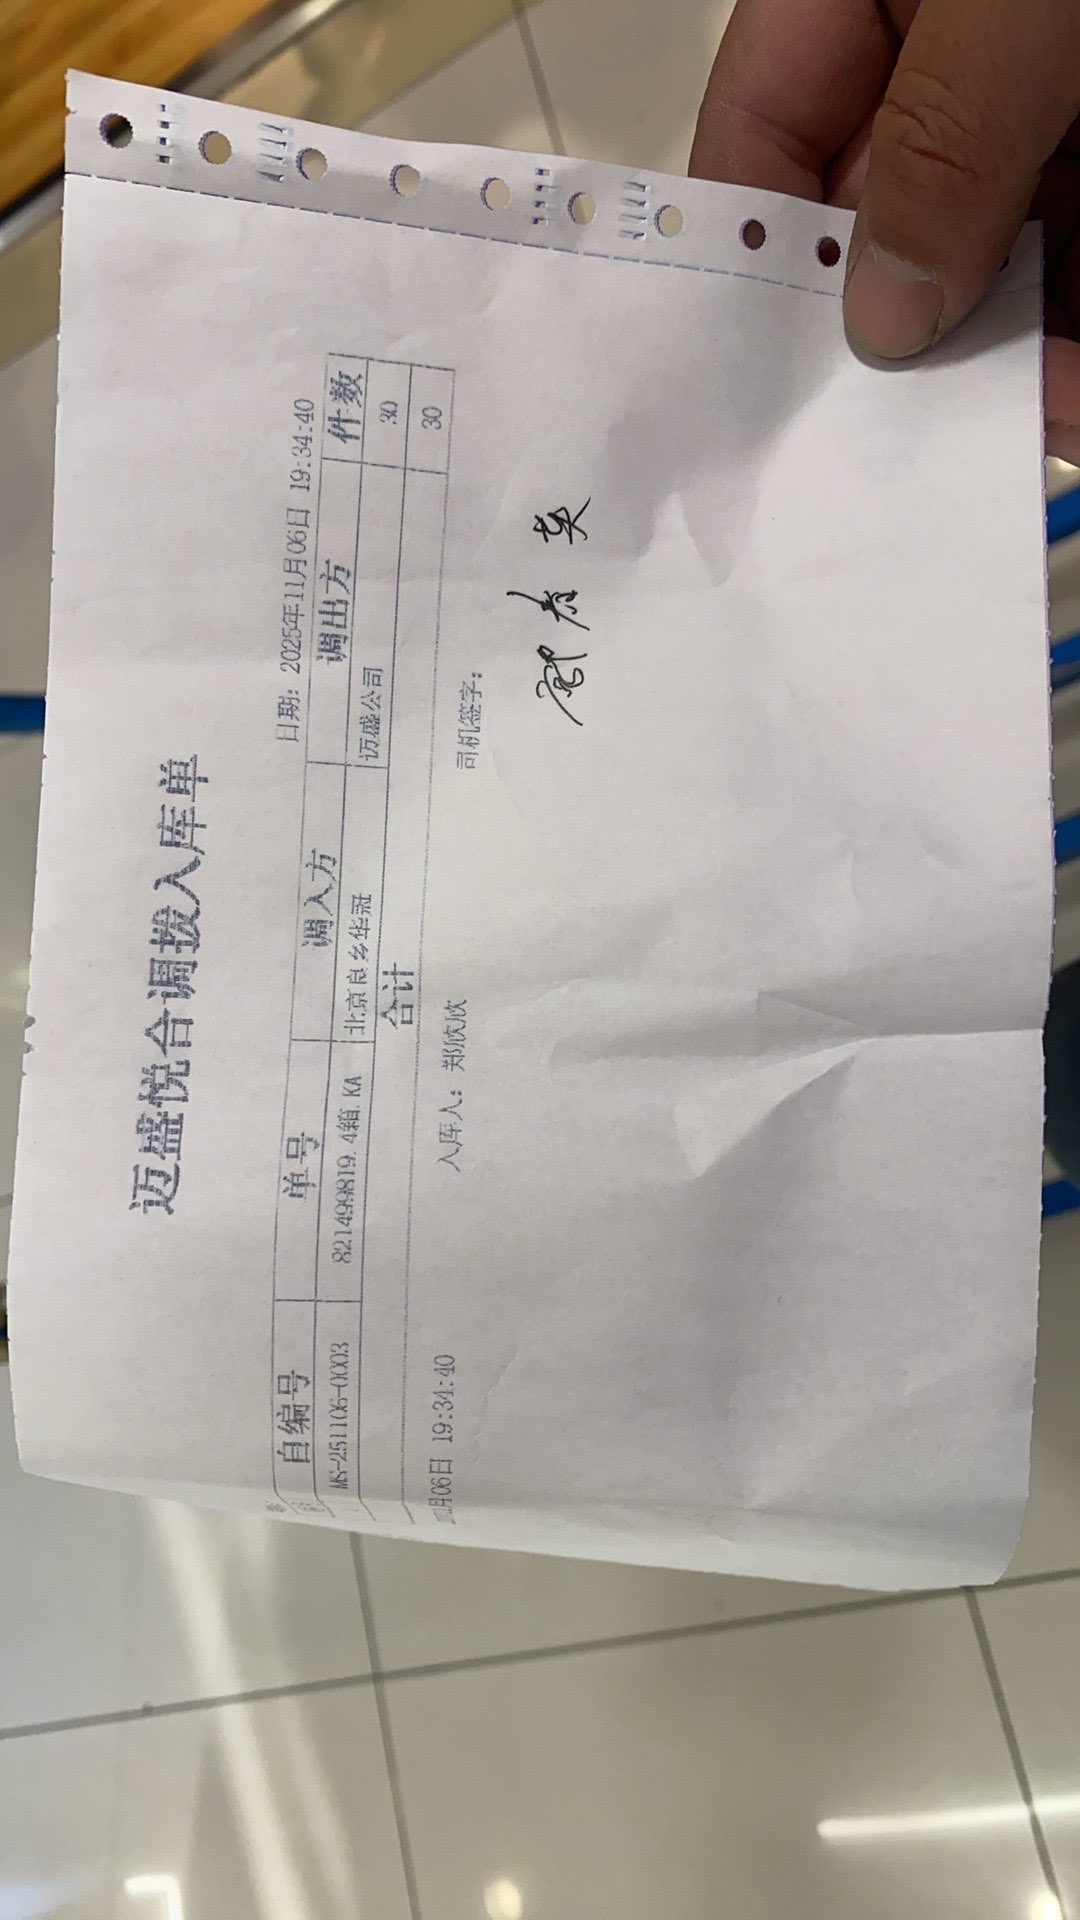 迈盛悦合调拨入库单
日期: 2025年11月06日 19:34:40
自编号 单号 调入方 调出方 件数
MS-251106-0003 821499819.4箱.KA 北京良乡华冠 迈盛公司 30
合计 30
月06日 19:34:40 入库人: 郑欣欣 司机签字:
春英